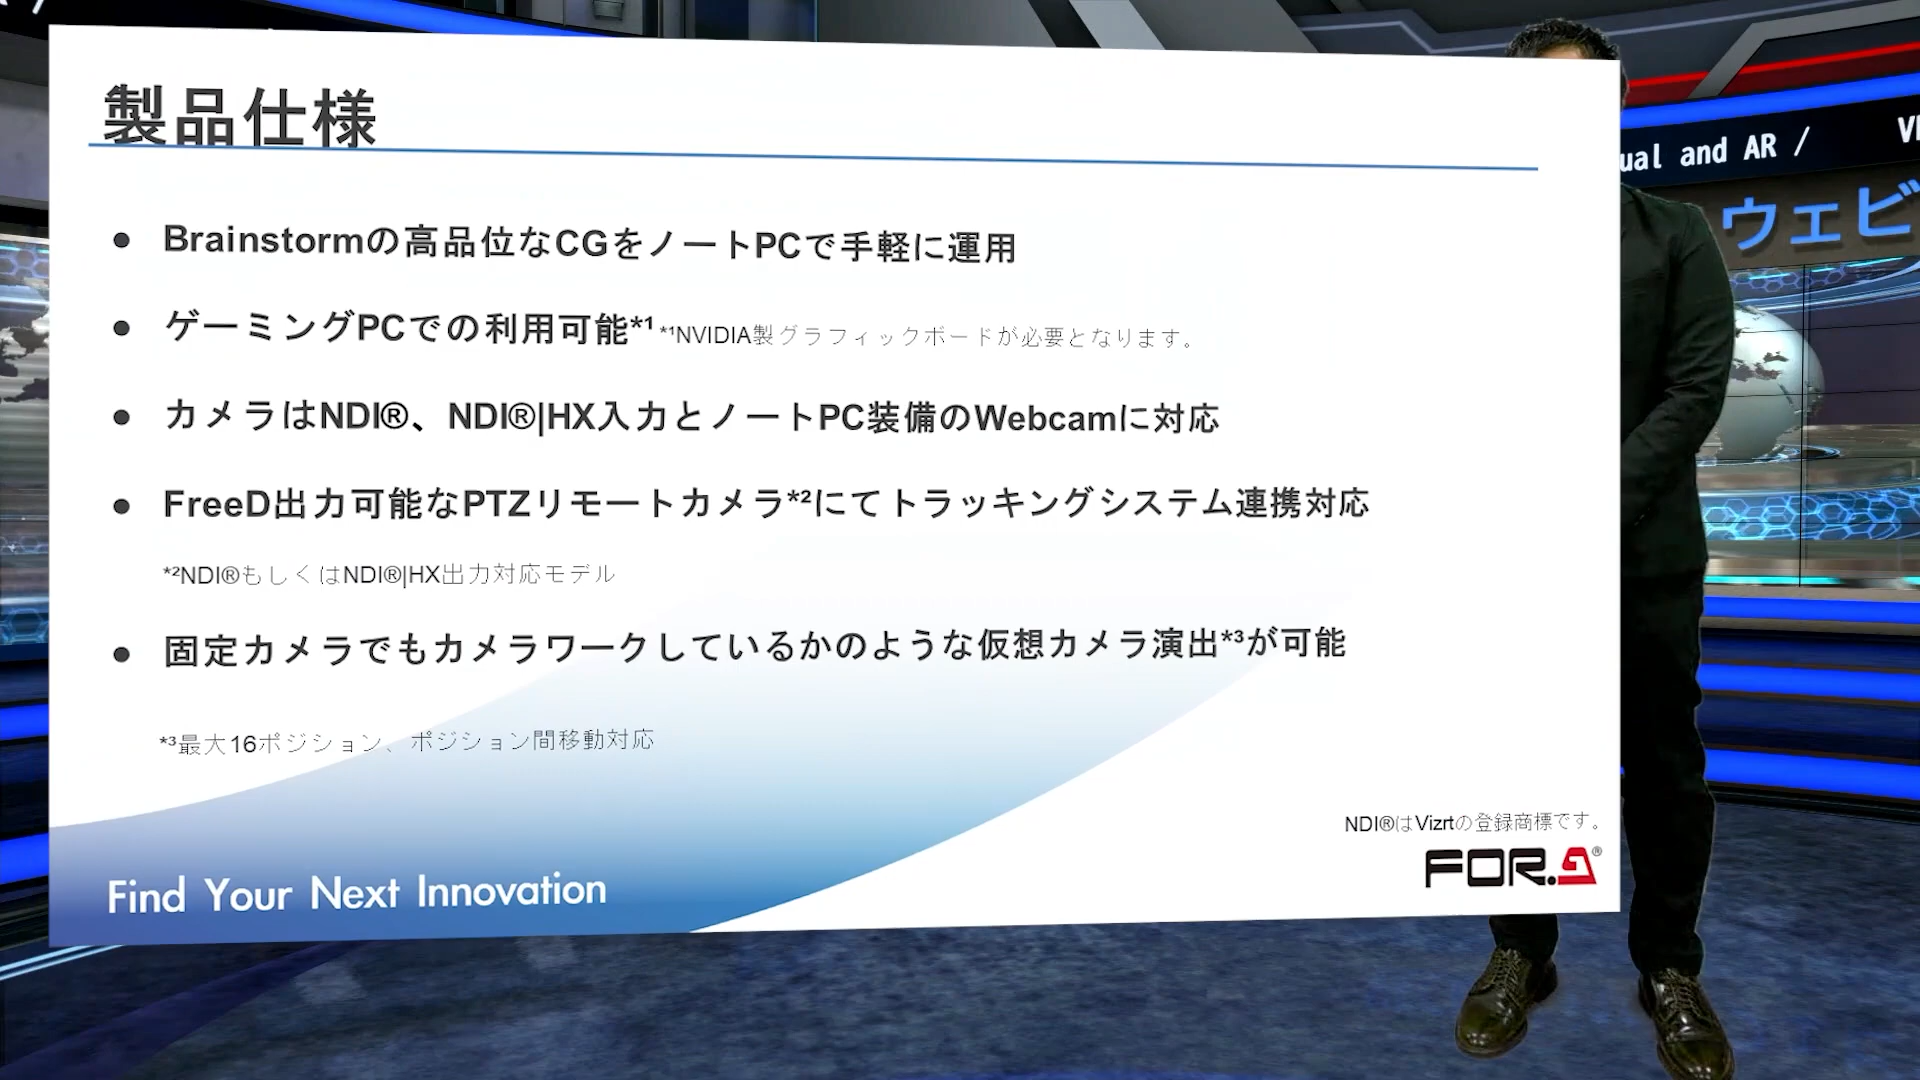 製品仕様
● Brainstormの高品位なCGをノートPCで手軽に運用
● ゲーミングPCでの利用可能*¹ *¹NVIDIA製グラフィックボードが必要となります。
● カメラはNDI®、NDI®|HX入力とノートPC装備のWebcamに対応
● FreeD出力可能なPTZリモートカメラ*²にてトラッキングシステム連携対応
*²NDI®もしくはNDI®|HX出力対応モデル
● 固定カメラでもカメラワークしているかのような仮想カメラ演出*³が可能
*³最大16ポジション、ポジション間移動対応
NDI®はVizrtの登録商標です。
FOR.A®
Find Your Next Innovation
and AR /
ウェビ